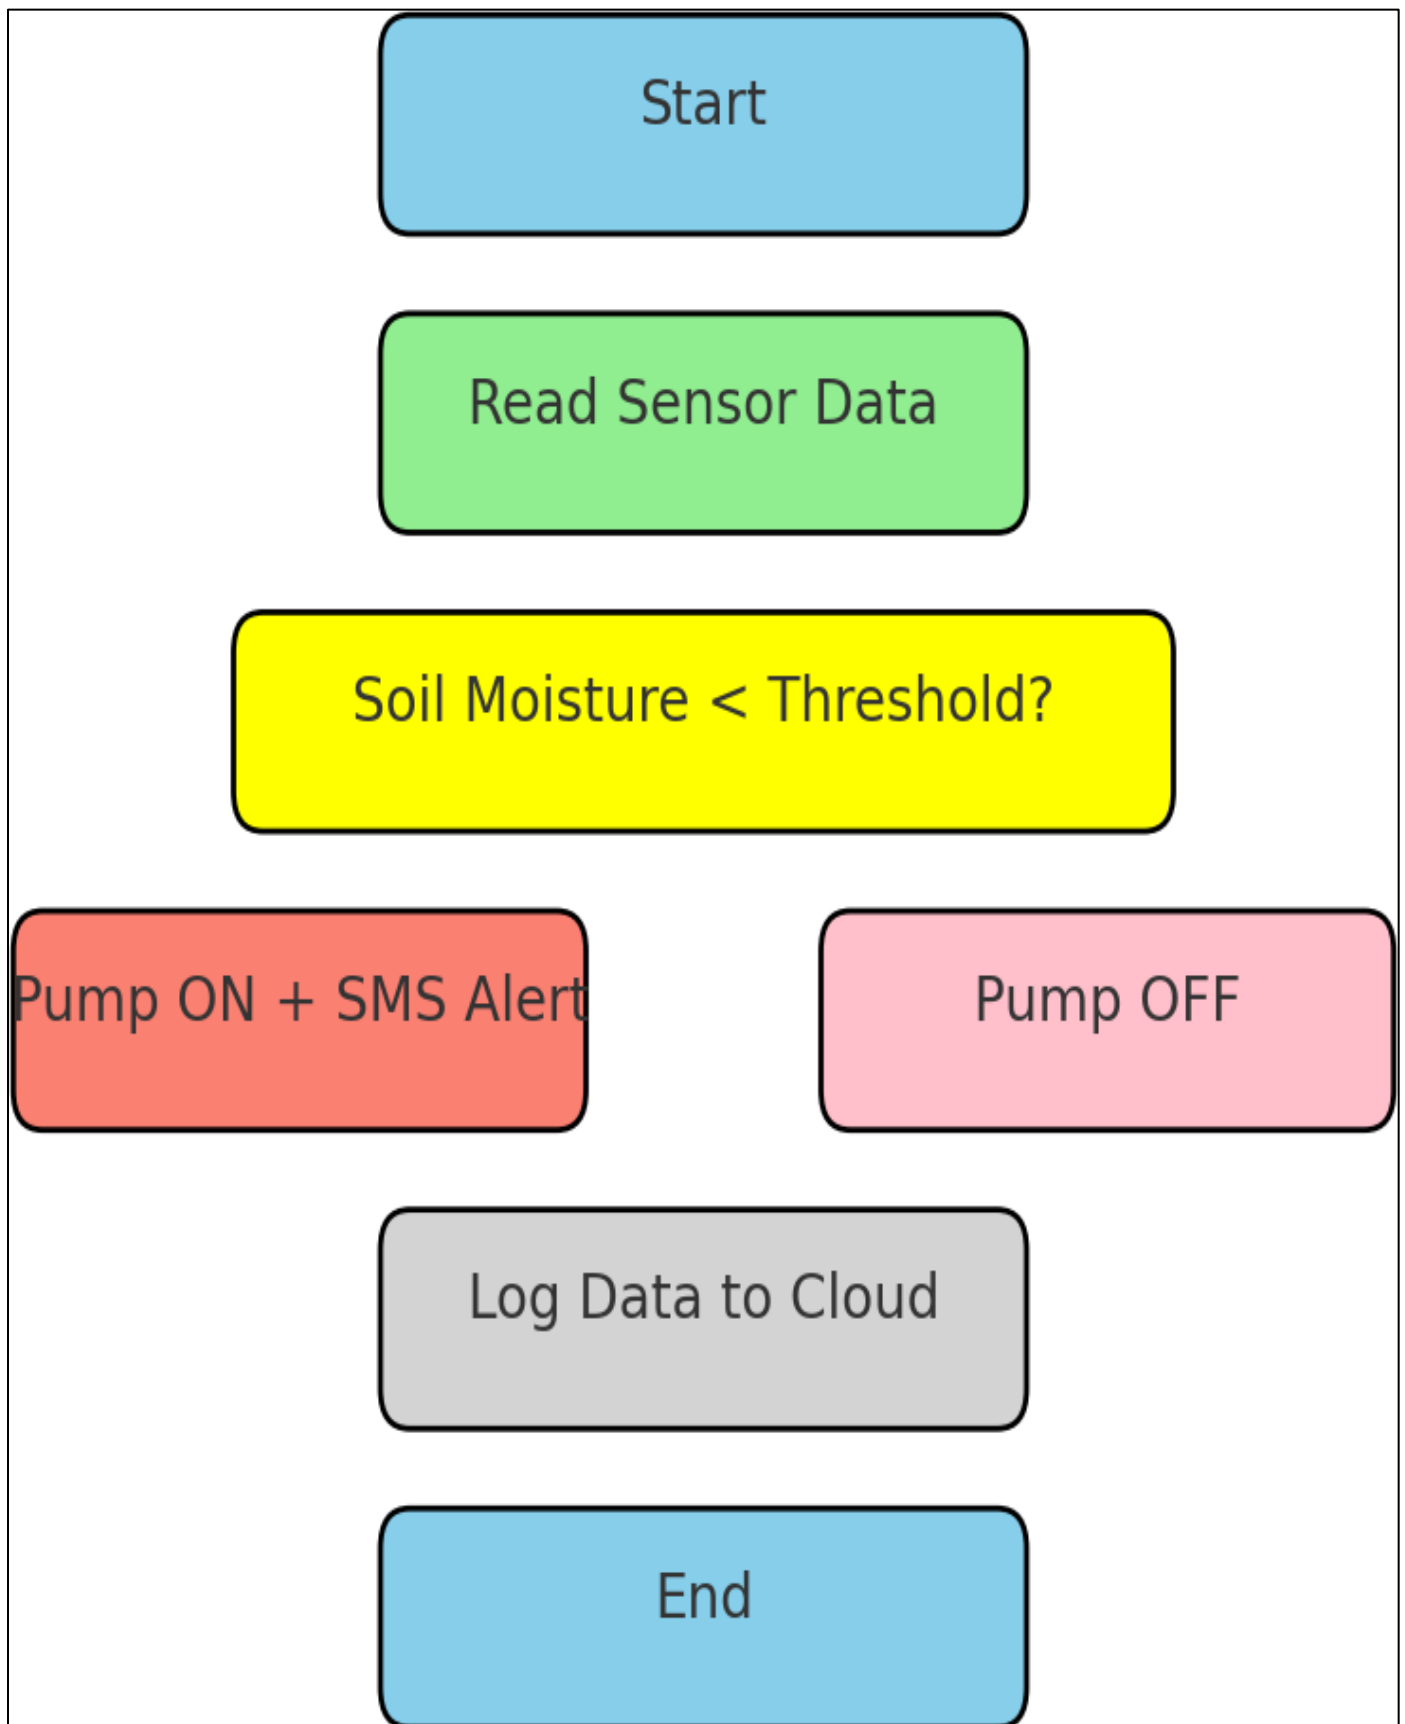 Start
Read Sensor Data
Soil Moisture < Threshold?
Pump ON + SMS Alert
Pump OFF
Log Data to Cloud
End